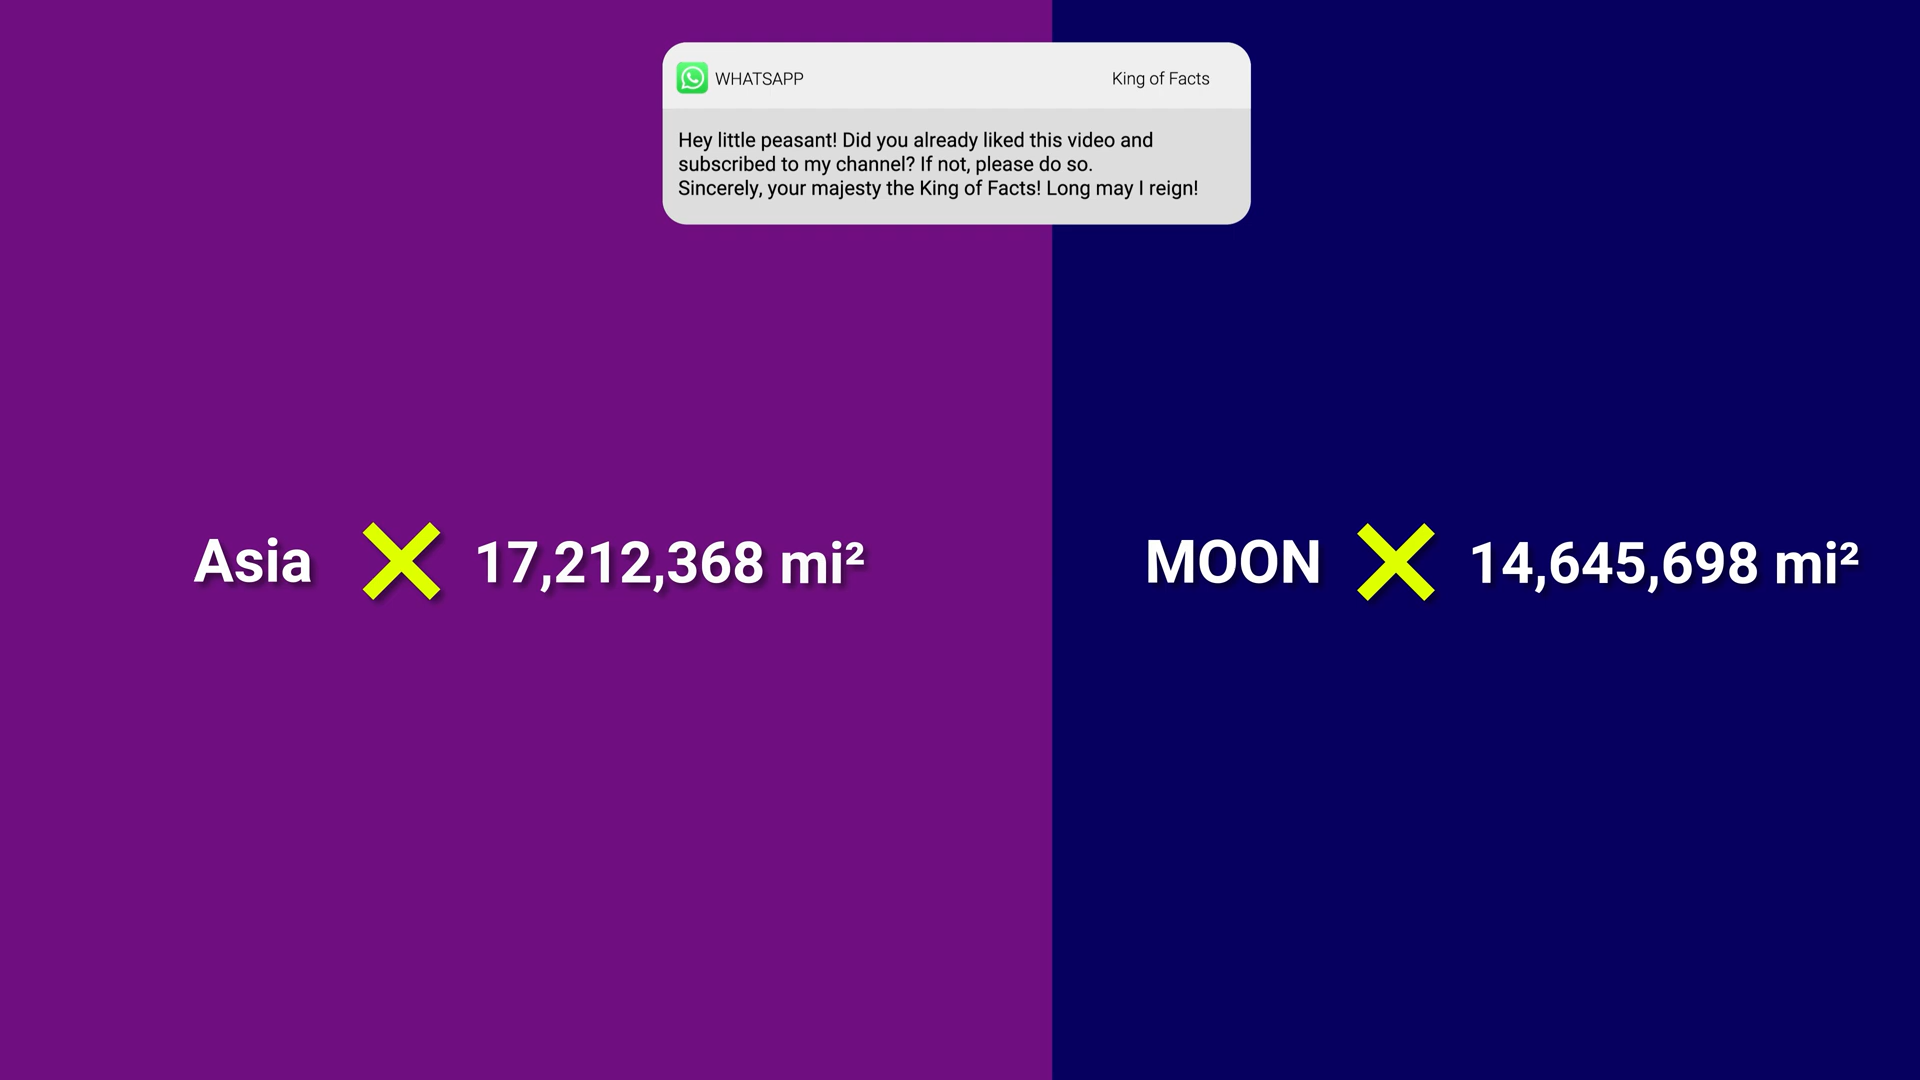 WHATSAPP King of Facts
Hey little peasant! Did you already liked this video and
subscribed to my channel? If not, please do so.
Sincerely, your majesty the King of Facts! Long may I reign!
Asia 17,212,368 mi²
MOON 14,645,698 mi²